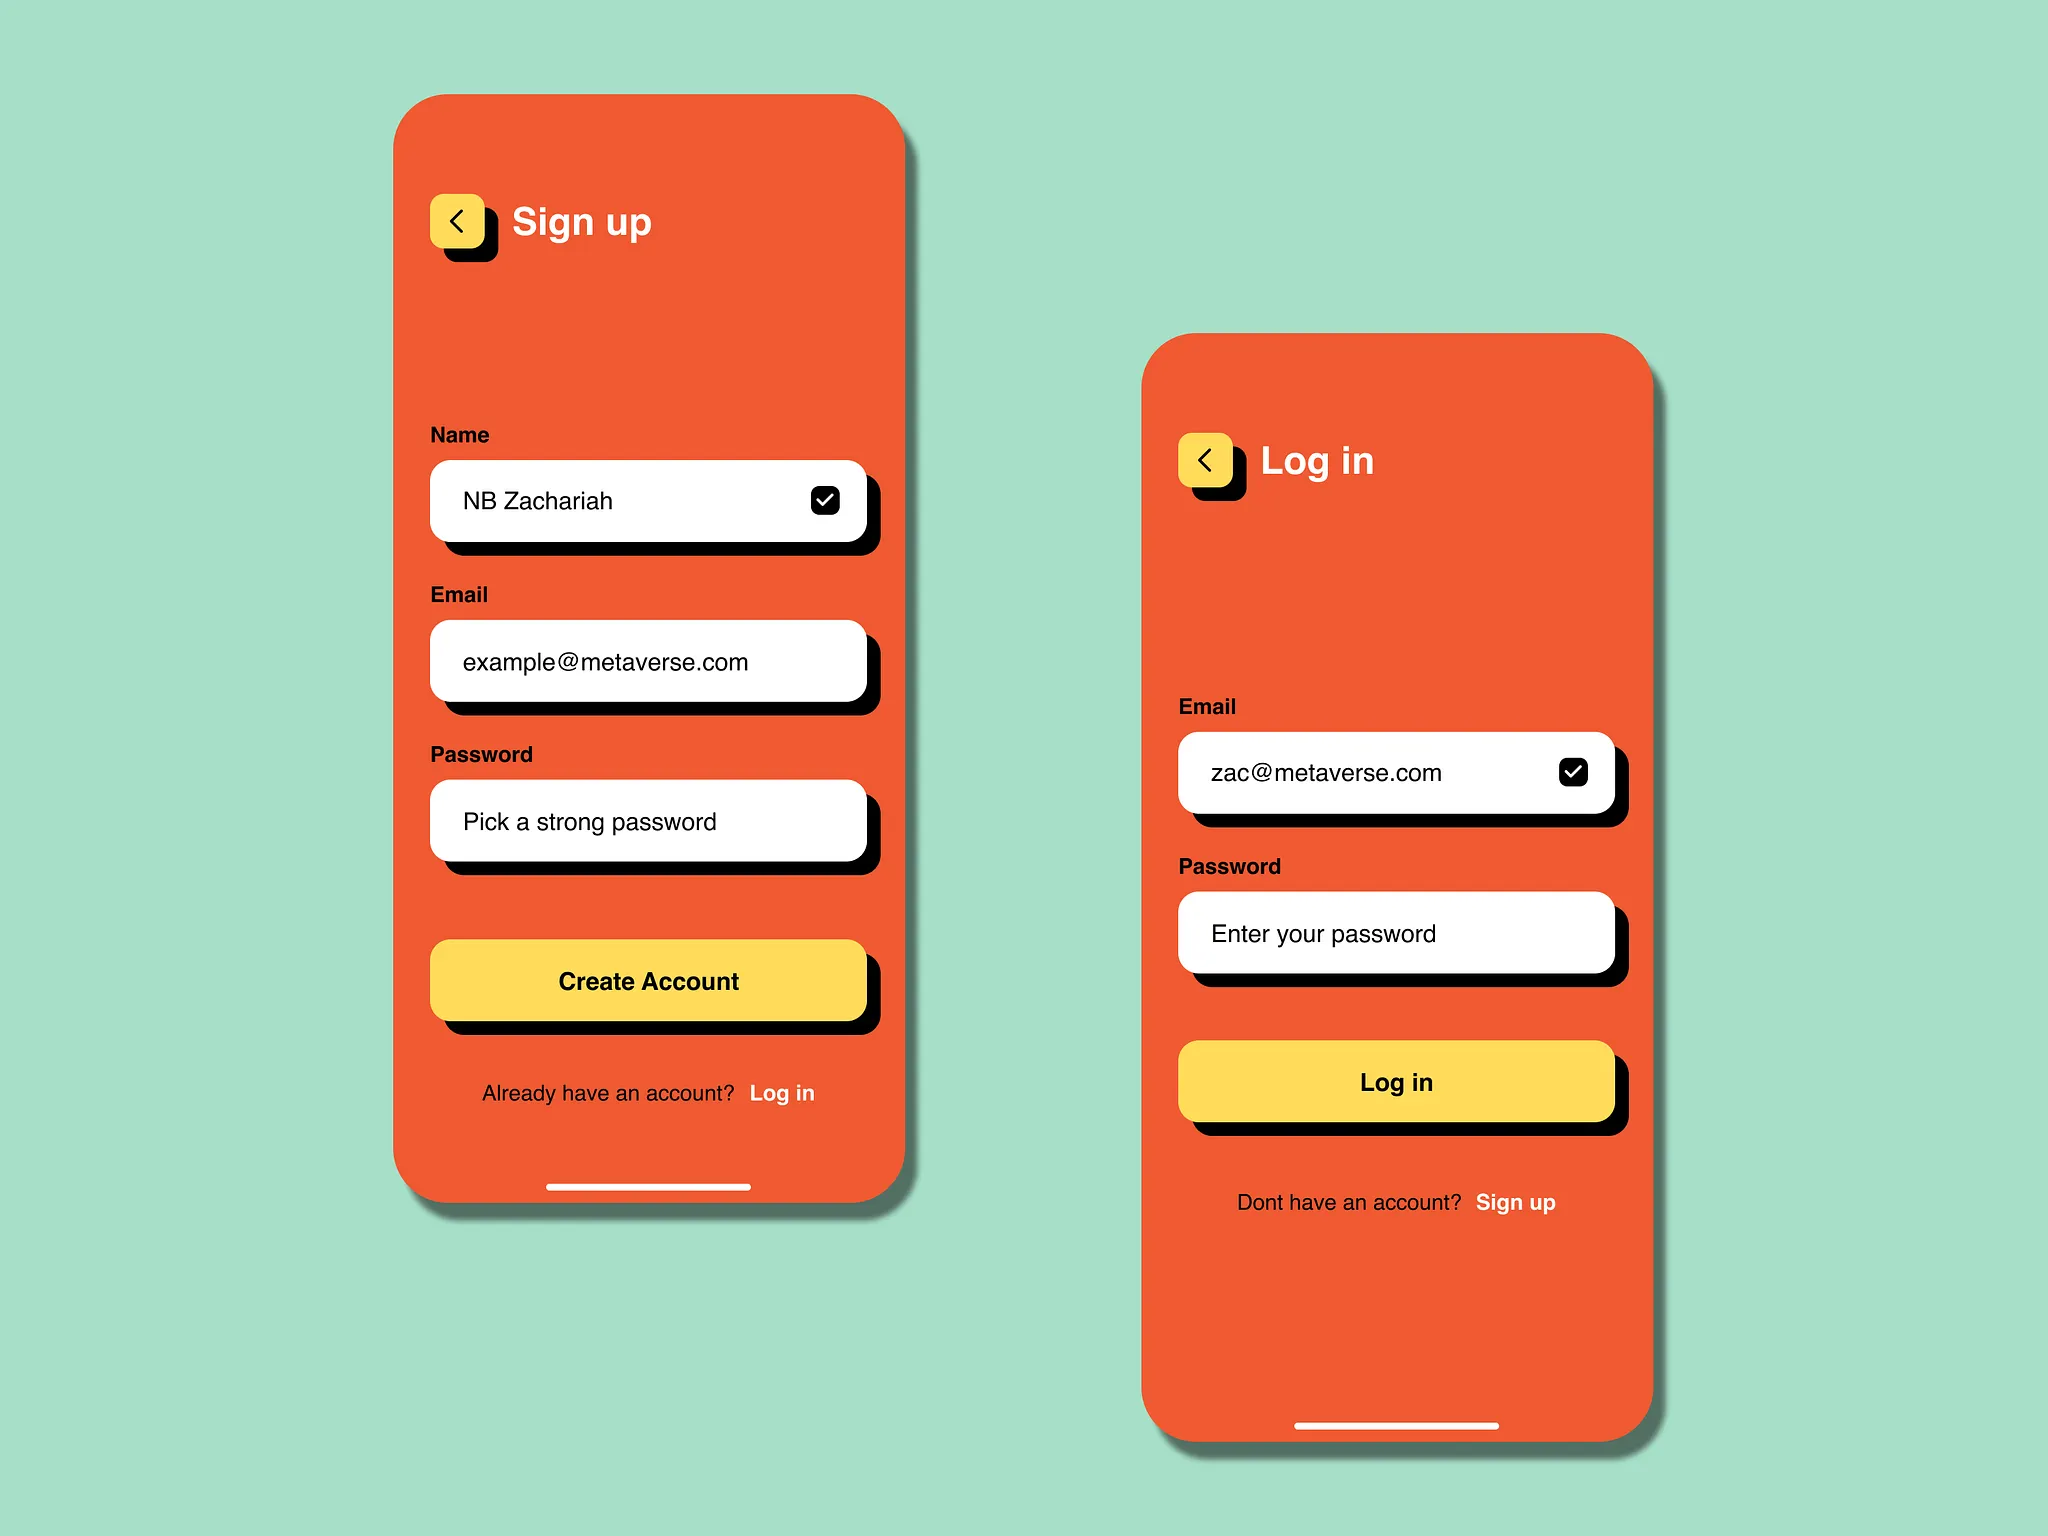 Sign up
Name
NB Zachariah
Email
example@metaverse.com
Password
Pick a strong password
Create Account
Already have an account? Log in
Log in
Email
zac@metaverse.com
Password
Enter your password
Log in
Dont have an account? Sign up